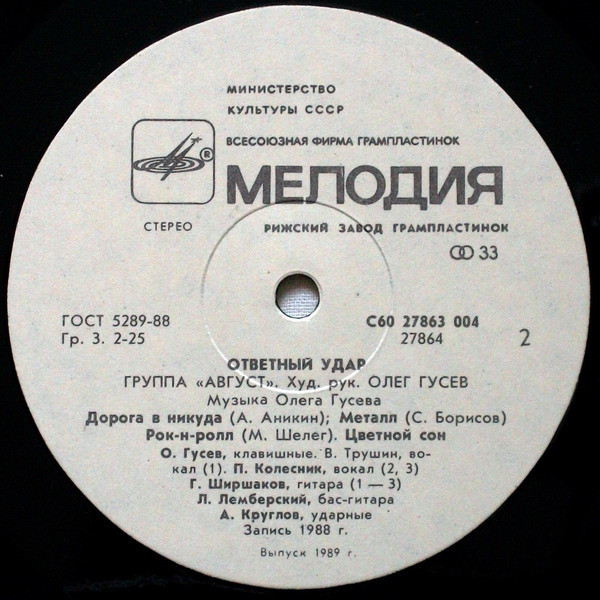 МИНИСТЕРСТВО
КУЛЬТУРЫ СССР
ВСЕСОЮЗНАЯ ФИРМА ГРАМПЛАСТИНОК
®
МЕЛОДИЯ
СТЕРЕО
РИЖСКИЙ ЗАВОД ГРАМПЛАСТИНОК
33
ГОСТ 5289-88
С60 27863 004
Гр. 3. 2-25
27864
2
ОТВЕТНЫЙ УДАР
ГРУППА «АВГУСТ». Худ. рук. ОЛЕГ ГУСЕВ
Музыка Олега Гусева
Дорога в никуда (А. Аникин); Металл (С. Борисов)
Рок-н-ролл (М. Шелег). Цветной сон
О. Гусев, клавишные. В. Трушин, во-
кал (1). П. Колесник, вокал (2, 3)
Г. Ширшаков, гитара (1 — 3)
Л. Лемберский, бас-гитара
А. Круглов, ударные
Запись 1988 г.
Выпуск 1989 г.